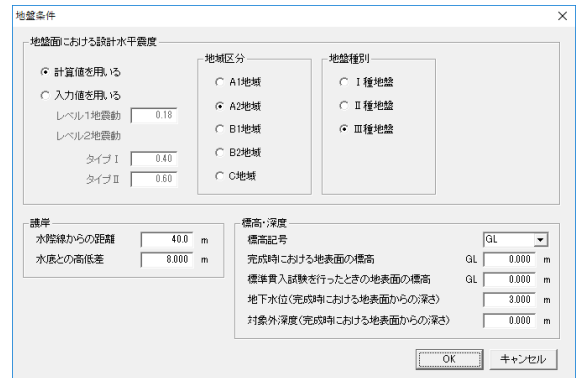 地盤条件
地盤面における設計水平震度
計算値を用いる
入力値を用いる
レベル1地震動 0.18
レベル2地震動
タイプⅠ 0.40
タイプⅡ 0.60
地域区分
A1地域
A2地域
B1地域
B2地域
C地域
地盤種別
Ⅰ種地盤
Ⅱ種地盤
Ⅲ種地盤
護岸
水際線からの距離 40.0 m
水底との高低差 8.000 m
標高・深度
標高記号 GL
完成時における地表面の標高 GL 0.000 m
標準貫入試験を行ったときの地表面の標高 GL 0.000 m
地下水位(完成時における地表面からの深さ) 3.000 m
対象外深度(完成時における地表面からの深さ) 0.000 m
OK キャンセル